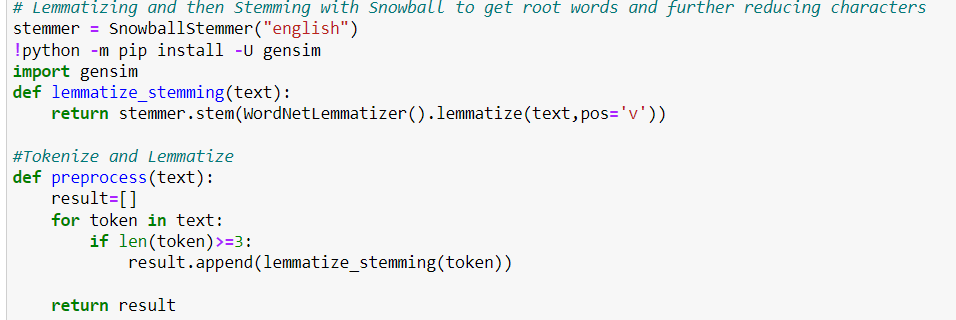 # Lemmatizing and then Stemming with Snowball to get root words and further reducing characters
stemmer = SnowballStemmer("english")
!python -m pip install -U gensim
import gensim
def lemmatize_stemming(text):
    return stemmer.stem(WordNetLemmatizer().lemmatize(text,pos='v'))

#Tokenize and Lemmatize
def preprocess(text):
    result=[]
    for token in text:
        if len(token)>=3:
            result.append(lemmatize_stemming(token))

    return result